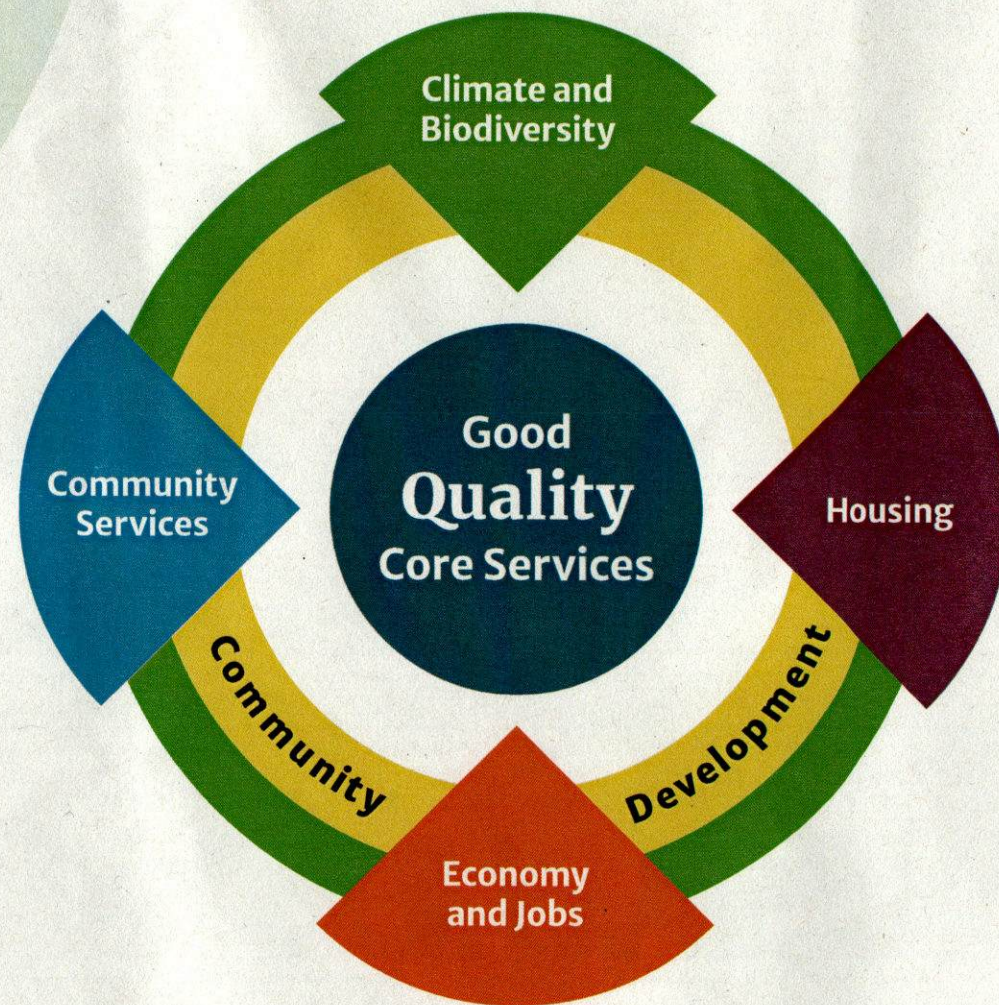 Climate and
Biodiversity
Community
Services
Good
Quality
Core Services
Housing
Community
Development
Economy
and Jobs